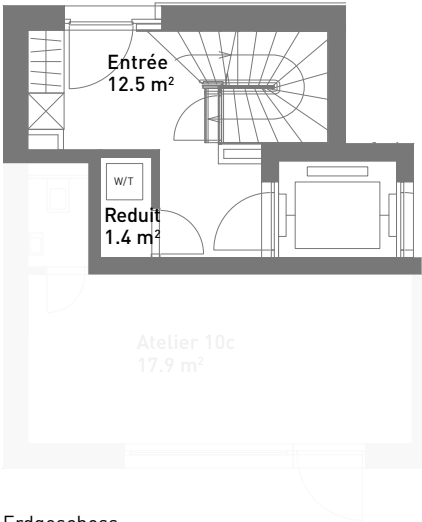 Entrée
12.5 m²
W/T
Reduit
1.4 m²
Atelier 10c
17.9 m²
Erdgeschoss